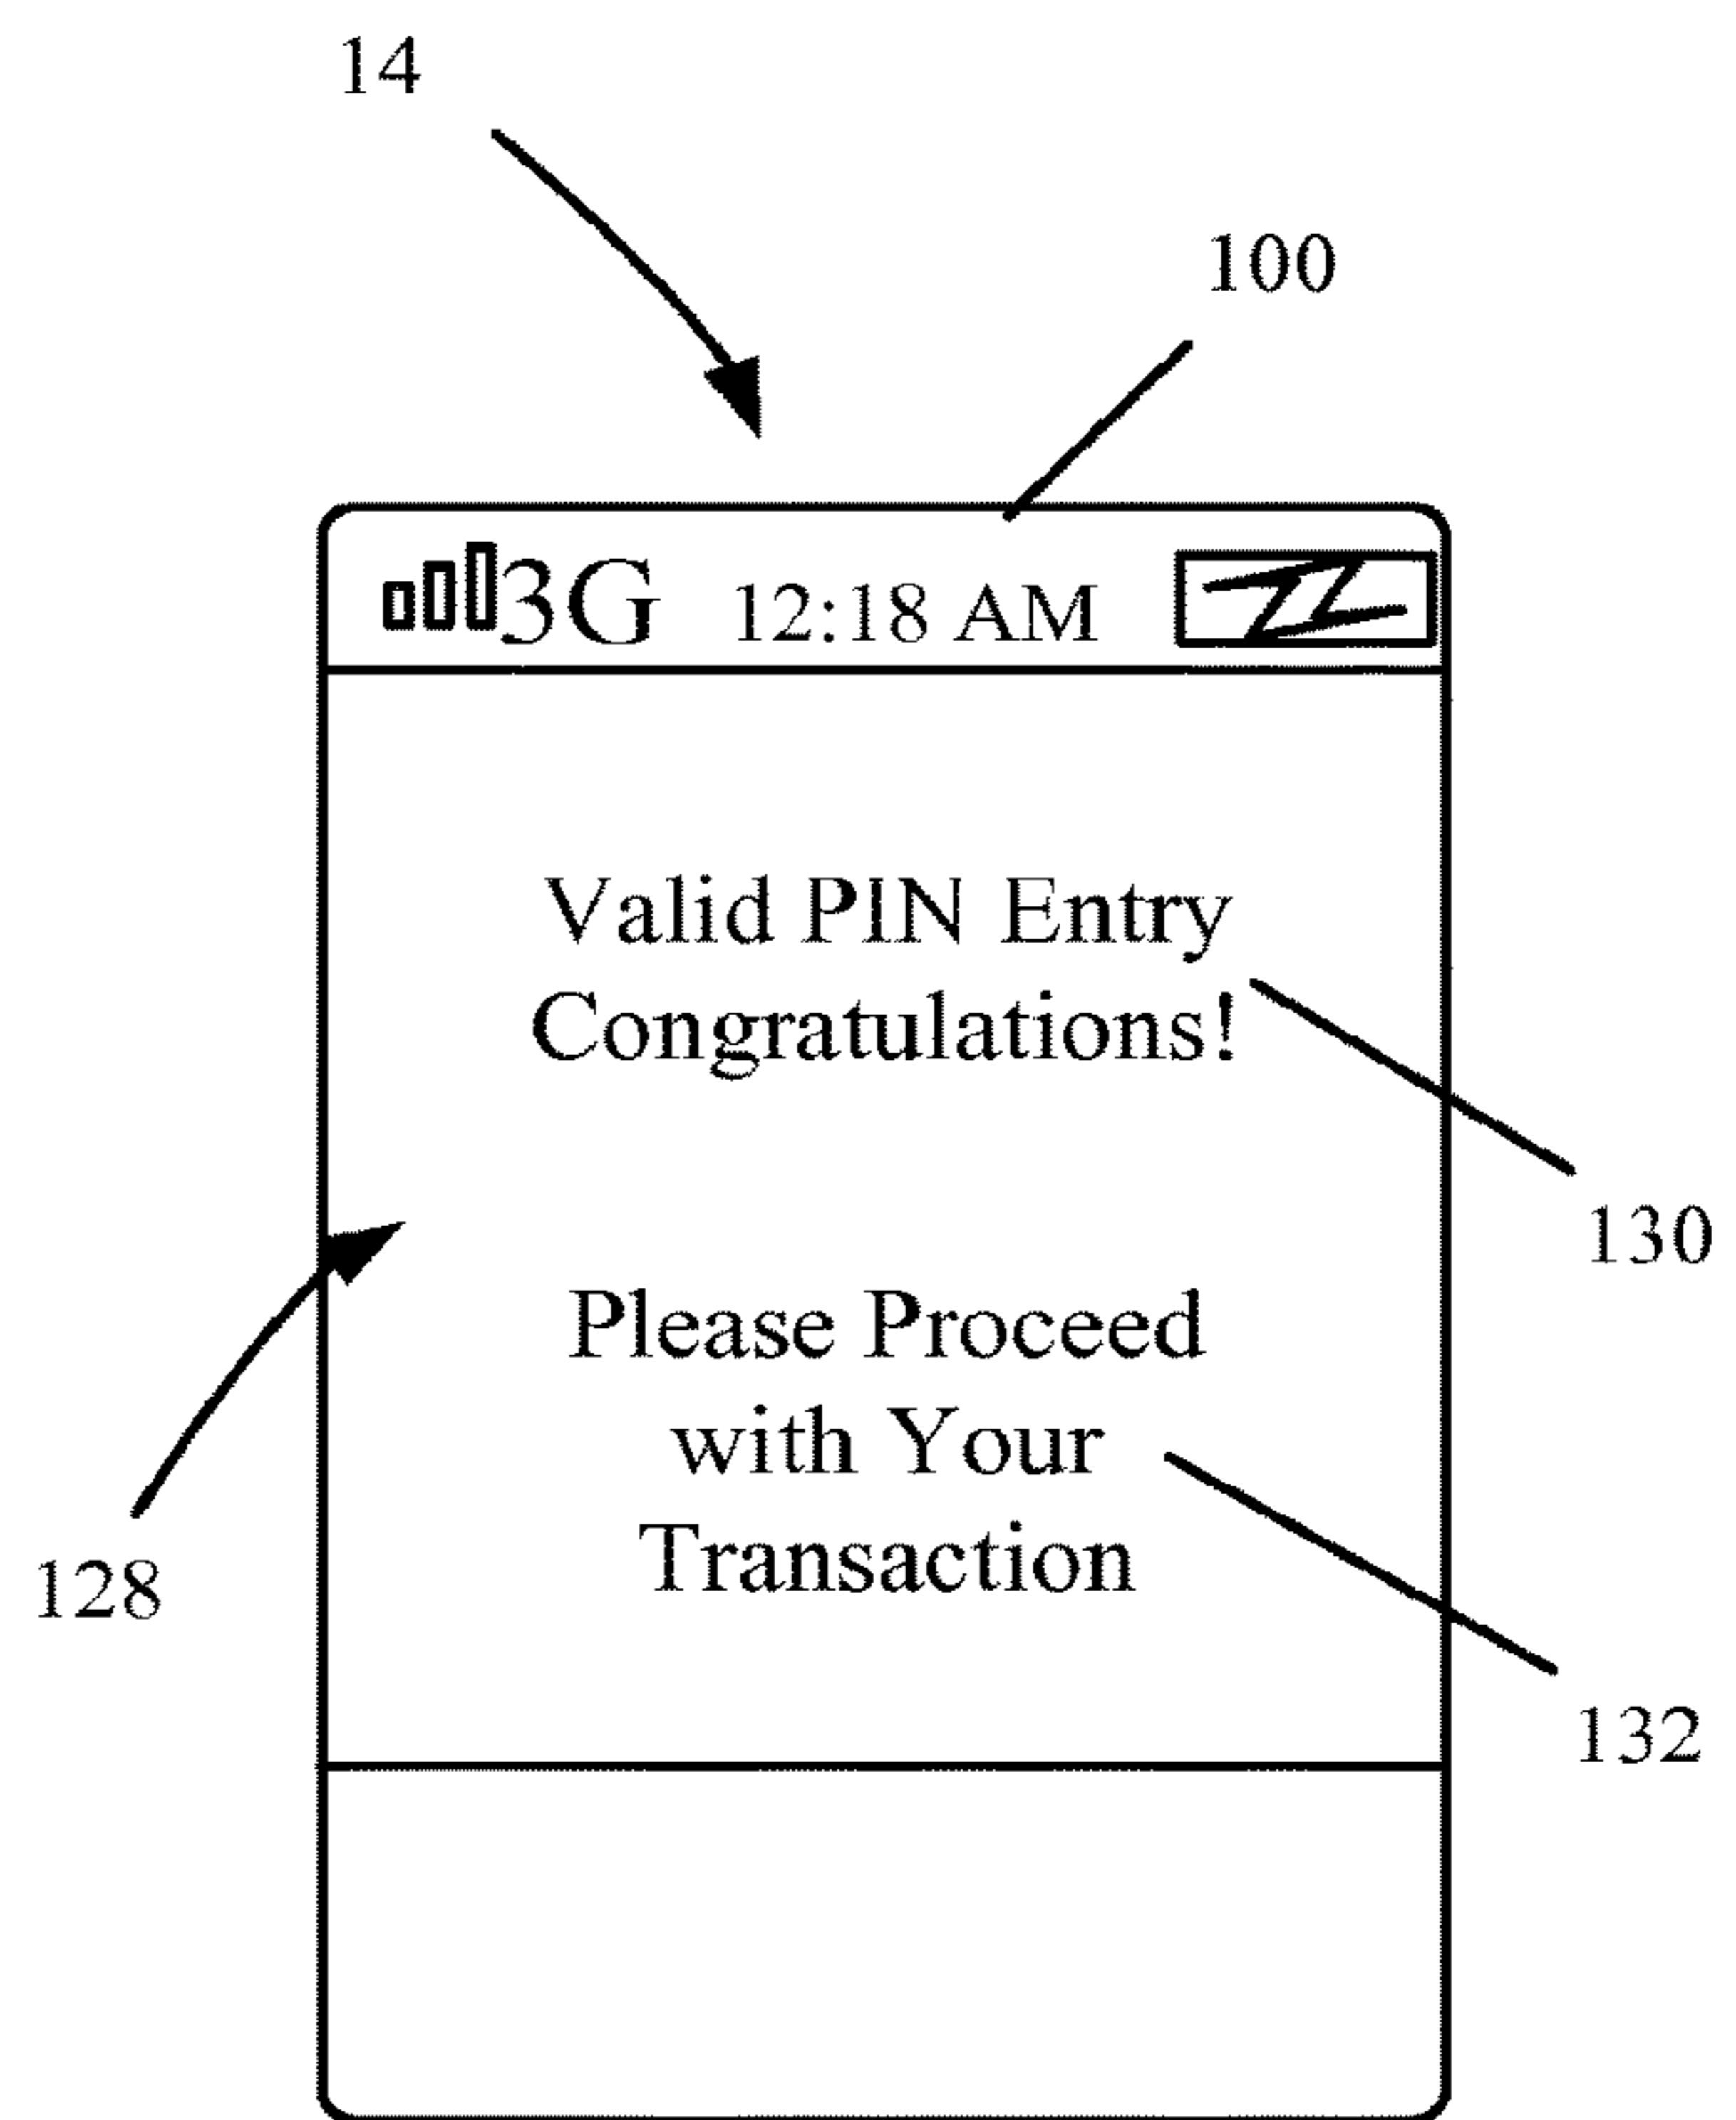 14
100
3G 12:18 AM
Valid PIN Entry
Congratulations!
130
Please Proceed
with Your
Transaction
128
132